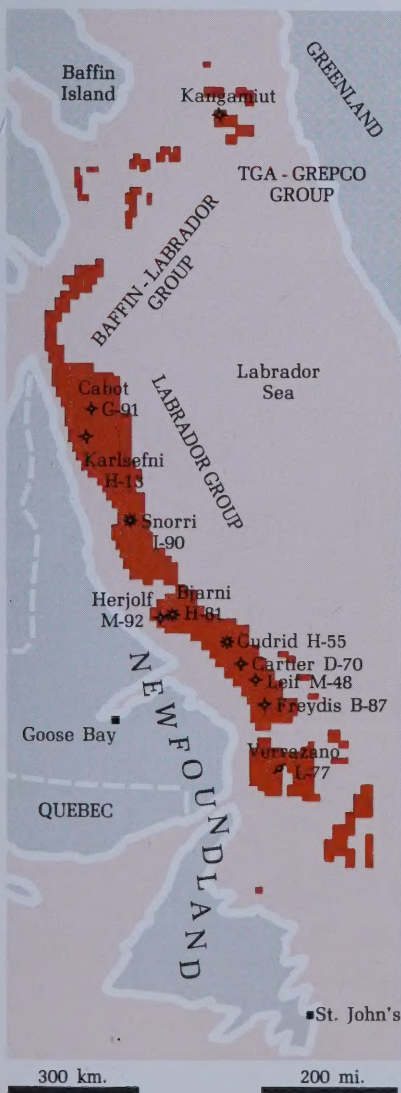 Baffin
Island
GREENLAND
Kangamiut
TGA - GREPCO
GROUP
BAFFIN - LABRADOR
GROUP
Labrador
Sea
Cabot
G-91
LABRADOR GROUP
Karlsefni
H-13
Snorri
I-90
Bjarni
H-81
Herjolf
M-92
Gudrid H-55
Cartier D-70
Leif M-48
Freydis B-87
Goose Bay
NEWFOUNDLAND
Verrazano
L-77
QUEBEC
St. John's
300 km.
200 mi.